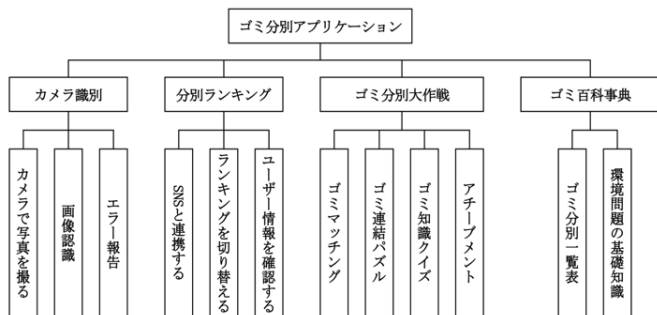 ゴミ分別アプリケーション
カメラ識別
分別ランキング
ゴミ分別大作戦
ゴミ百科事典
カメラで写真を撮る
画像認識
エラー報告
SNSと連携する
ランキングを切り替える
ユーザー情報を確認する
ゴミマッチング
ゴミ連結パズル
ゴミ知識クイズ
アチーブメント
ゴミ分別一覧表
環境問題の基礎知識